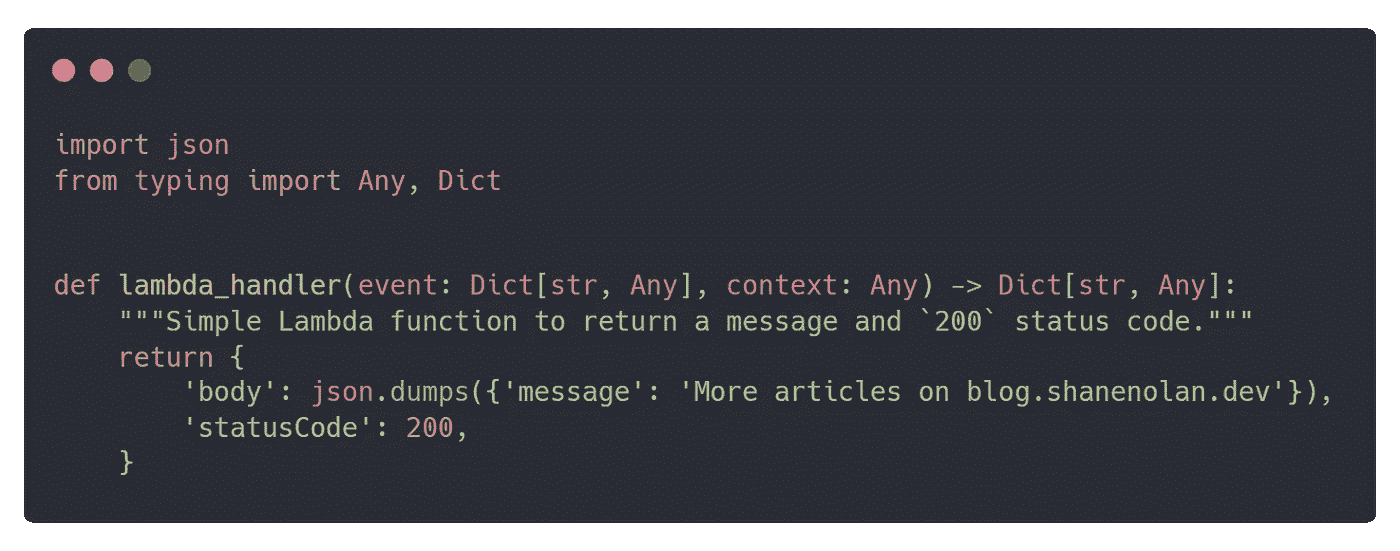 import json
from typing import Any, Dict
def lambda_handler(event: Dict[str, Any], context: Any) -> Dict[str, Any]:
    """Simple Lambda function to return a message and `200` status code."""
    return {
        'body': json.dumps({'message': 'More articles on blog.shanenolan.dev'}),
        'statusCode': 200,
    }